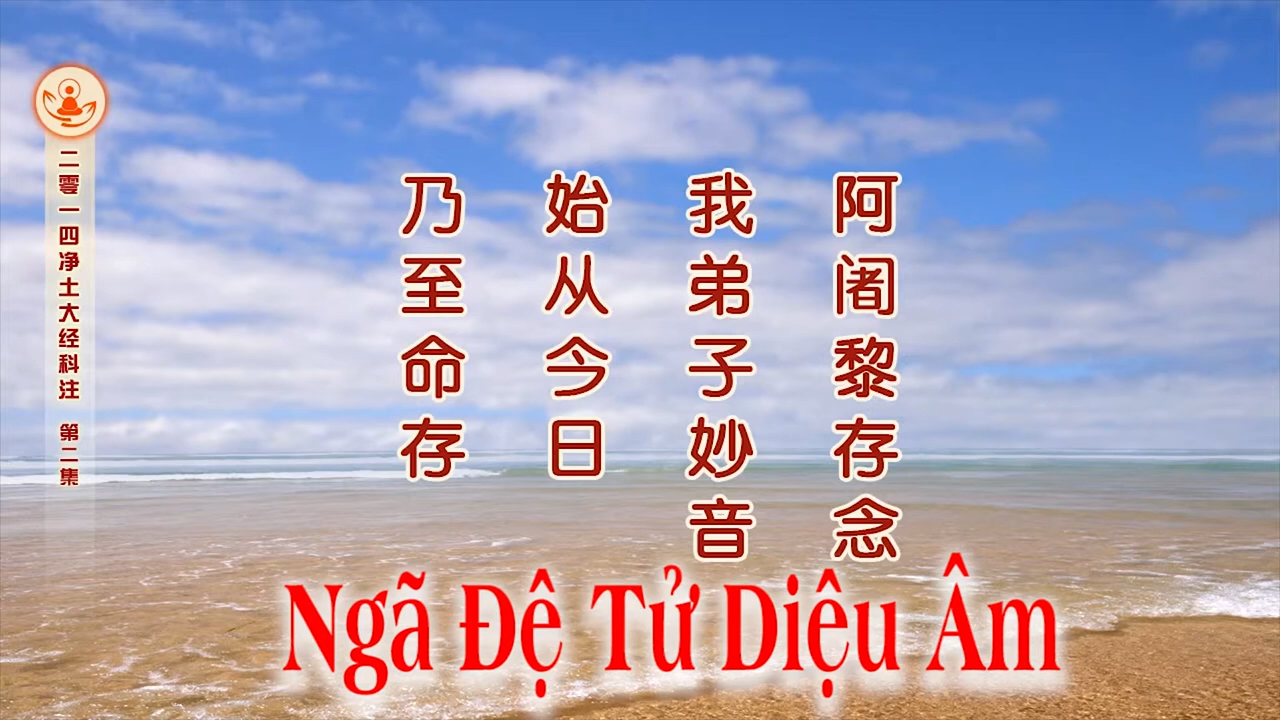 阿阇黎存念
我弟子妙音
始从今日
乃至命存
二零一四净土大经科注 第二集
Ngã Đệ Tử Diệu Âm